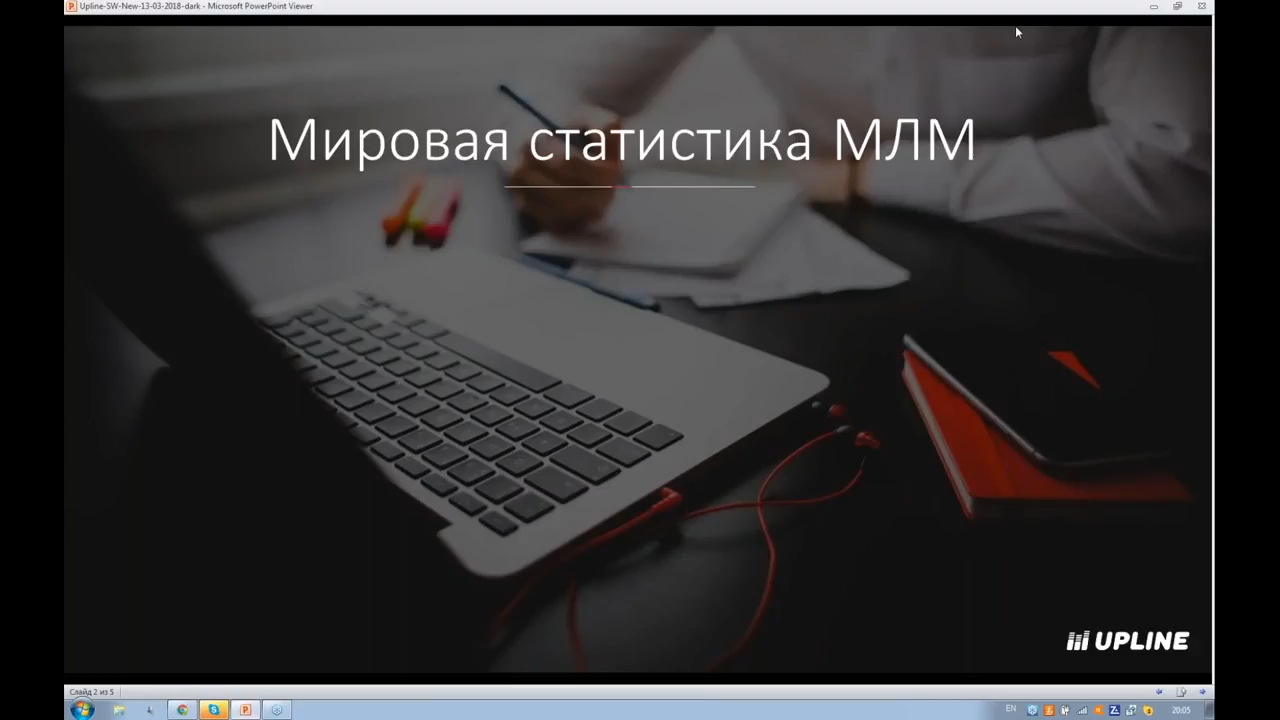 Upline-SW-New-13-03-2018-dark - Microsoft PowerPoint Viewer
Мировая статистика МЛМ
UPLINE
Слайд 2 из 5
EN
20:05